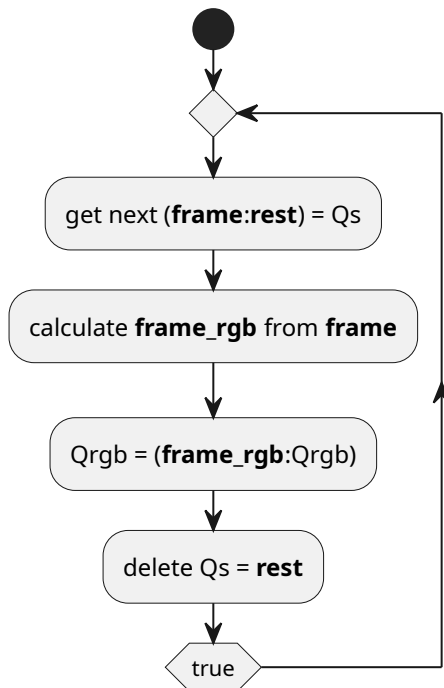 get next (frame:rest) = Qs
calculate frame_rgb from frame
Qrgb = (frame_rgb:Qrgb)
delete Qs = rest
true